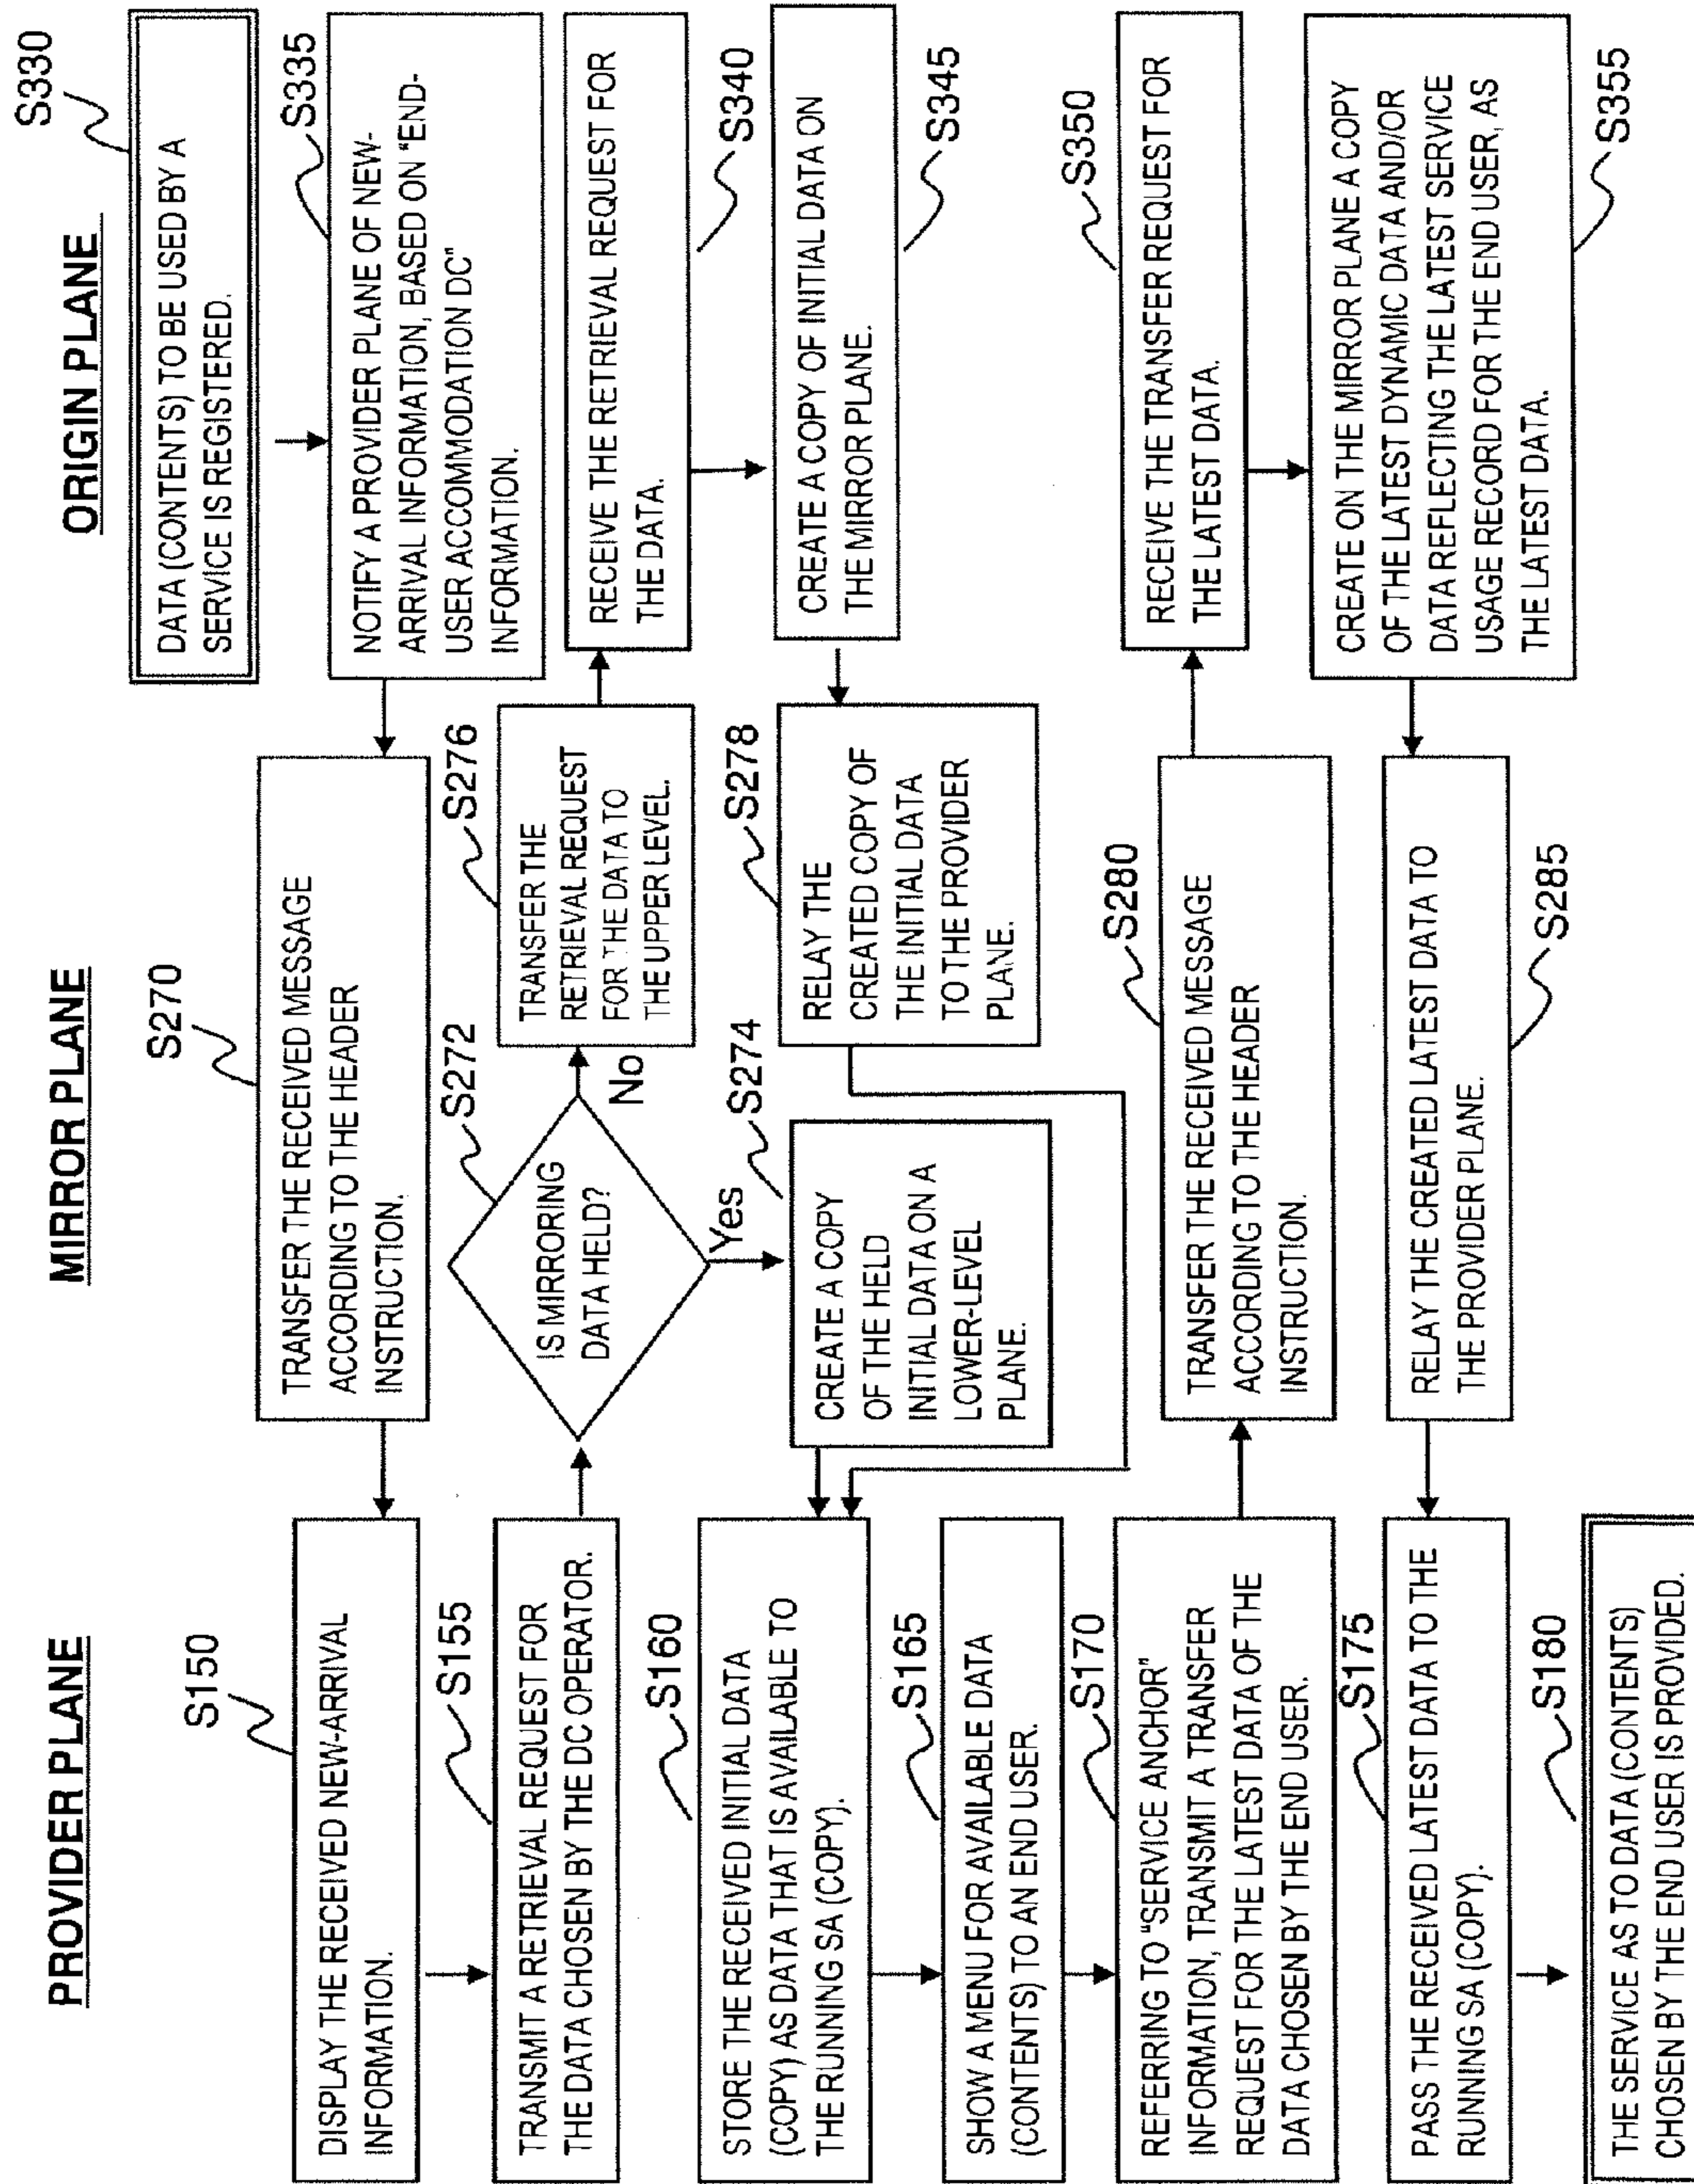 PROVIDER PLANE
MIRROR PLANE
ORIGIN PLANE
S330
DATA (CONTENTS) TO BE USED BY A
SERVICE IS REGISTERED.
S335
NOTIFY A PROVIDER PLANE OF NEW-
ARRIVAL INFORMATION, BASED ON "END-
USER ACCOMMODATION DC"
INFORMATION.
S270
TRANSFER THE RECEIVED MESSAGE
ACCORDING TO THE HEADER
INSTRUCTION.
S150
DISPLAY THE RECEIVED NEW-ARRIVAL
INFORMATION.
S155
TRANSMIT A RETRIEVAL REQUEST FOR
THE DATA CHOSEN BY THE DC OPERATOR.
S272
IS MIRRORING
DATA HELD?
No
Yes
S276
TRANSFER THE
RETRIEVAL REQUEST
FOR THE DATA TO
THE UPPER LEVEL.
S340
RECEIVE THE RETRIEVAL REQUEST FOR
THE DATA.
S345
CREATE A COPY OF INITIAL DATA ON
THE MIRROR PLANE.
S274
CREATE A COPY
OF THE HELD
INITIAL DATA ON A
LOWER-LEVEL
PLANE.
S278
RELAY THE
CREATED COPY OF
THE INITIAL DATA
TO THE PROVIDER
PLANE.
S160
STORE THE RECEIVED INITIAL DATA
(COPY) AS DATA THAT IS AVAILABLE TO
THE RUNNING SA (COPY).
S165
SHOW A MENU FOR AVAILABLE DATA
(CONTENTS) TO AN END USER.
S170
REFERRING TO "SERVICE ANCHOR"
INFORMATION, TRANSMIT A TRANSFER
REQUEST FOR THE LATEST DATA OF THE
DATA CHOSEN BY THE END USER.
S280
TRANSFER THE RECEIVED MESSAGE
ACCORDING TO THE HEADER
INSTRUCTION.
S350
RECEIVE THE TRANSFER REQUEST FOR
THE LATEST DATA.
S355
CREATE ON THE MIRROR PLANE A COPY
OF THE LATEST DYNAMIC DATA AND/OR
DATA REFLECTING THE LATEST SERVICE
USAGE RECORD FOR THE END USER, AS
THE LATEST DATA.
S285
RELAY THE CREATED LATEST DATA TO
THE PROVIDER PLANE.
S175
PASS THE RECEIVED LATEST DATA TO THE
RUNNING SA (COPY).
S180
THE SERVICE AS TO DATA (CONTENTS)
CHOSEN BY THE END USER IS PROVIDED.